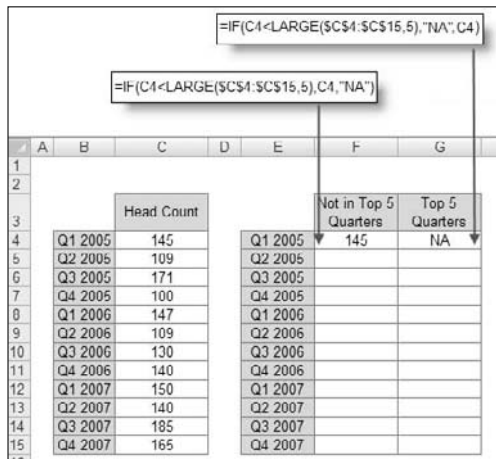 =IF(C4<LARGE($C$4:$C$15,5),"NA",C4)
=IF(C4<LARGE($C$4:$C$15,5),C4,"NA")
A B C D E F G
1
2
3 Head Count Not in Top 5 Quarters Top 5 Quarters
4 Q1 2005 145 Q1 2005 145 NA
5 Q2 2005 109 Q2 2005
6 Q3 2005 171 Q3 2005
7 Q4 2005 100 Q4 2005
8 Q1 2006 147 Q1 2006
9 Q2 2006 109 Q2 2006
10 Q3 2006 130 Q3 2006
11 Q4 2006 140 Q4 2006
12 Q1 2007 150 Q1 2007
13 Q2 2007 140 Q2 2007
14 Q3 2007 185 Q3 2007
15 Q4 2007 165 Q4 2007